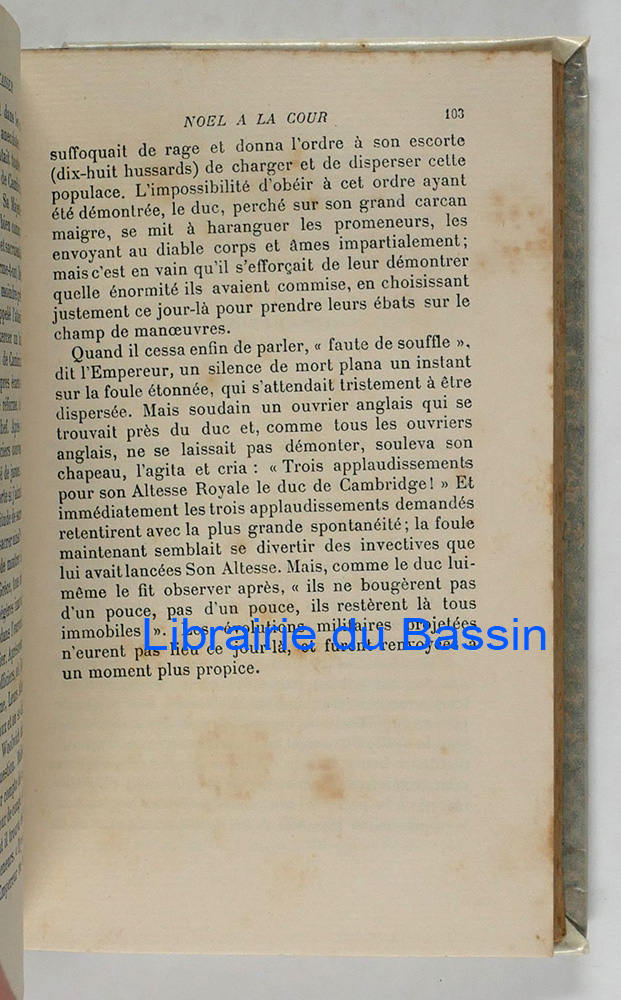 NOEL A LA COUR 103
suffoquait de rage et donna l'ordre à son escorte
(dix-huit hussards) de charger et de disperser cette
populace. L'impossibilité d'obéir à cet ordre ayant
été démontrée, le duc, perché sur son grand carcan
maigre, se mit à haranguer les promeneurs, les
envoyant au diable corps et âmes impartialement;
mais c'est en vain qu'il s'efforçait de leur démontrer
quelle énormité ils avaient commise, en choisissant
justement ce jour-là pour prendre leurs ébats sur le
champ de manœuvres.
Quand il cessa enfin de parler, « faute de souffle »,
dit l'Empereur, un silence de mort plana un instant
sur la foule étonnée, qui s'attendait tristement à être
dispersée. Mais soudain un ouvrier anglais qui se
trouvait près du duc et, comme tous les ouvriers
anglais, ne se laissait pas démonter, souleva son
chapeau, l'agita et cria : « Trois applaudissements
pour son Altesse Royale le duc de Cambridge! » Et
immédiatement les trois applaudissements demandés
retentirent avec la plus grande spontanéité; la foule
maintenant semblait se divertir des invectives que
lui avait lancées Son Altesse. Mais, comme le duc lui-
même le fit observer après, « ils ne bougèrent pas
d'un pouce, pas d'un pouce, ils restèrent là tous
immobiles! ». Les évolutions militaires projetées
n'eurent pas lieu ce jour-là, et furent renvoyées à
un moment plus propice.
Librairie du Bassin